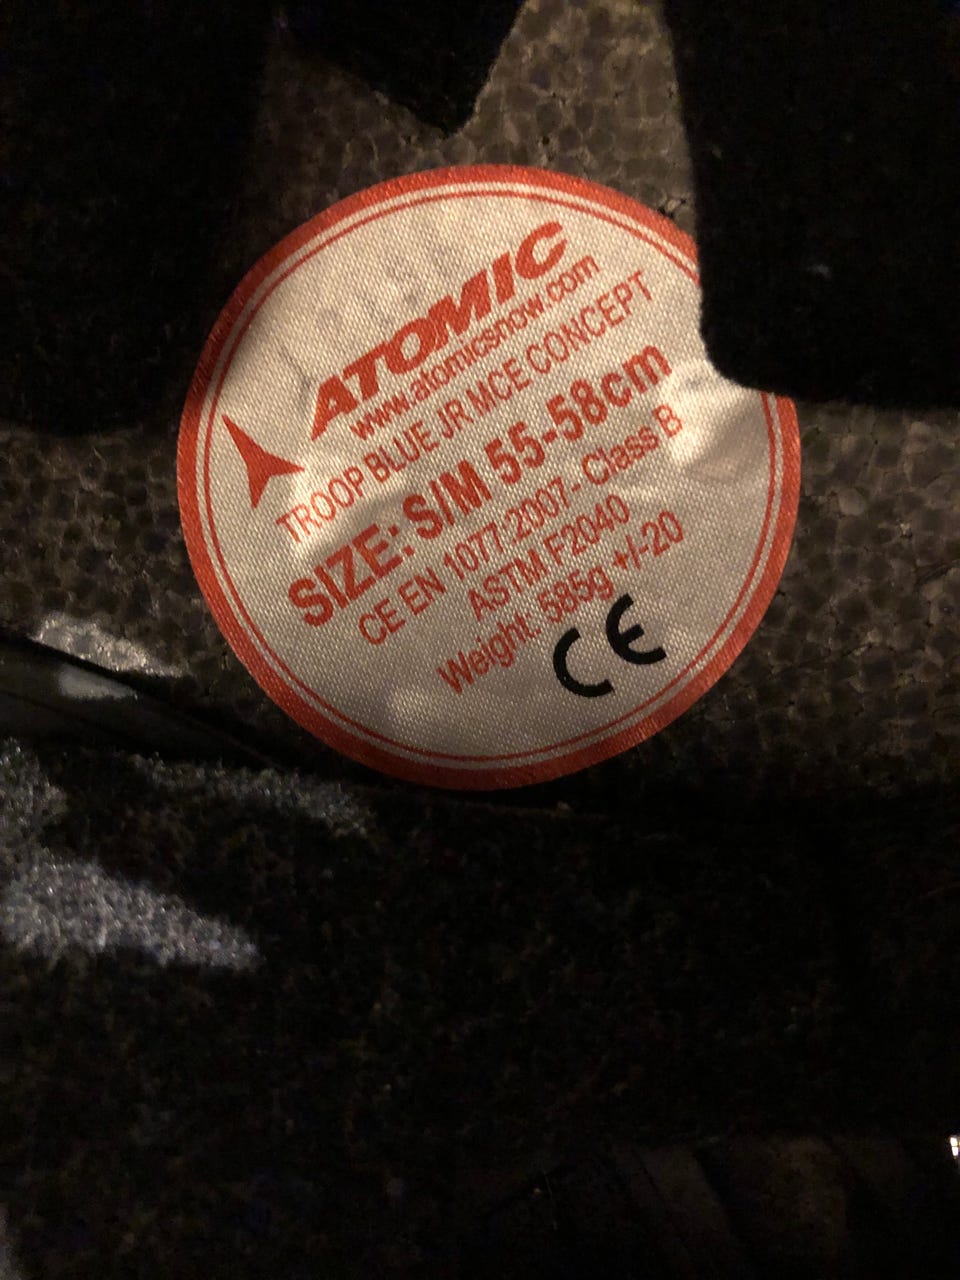 ATOMIC
www.atomicsnow.com
TROOP BLUE JR MCE CONCEPT
SIZE: S/M 55-58cm
CE EN 1077:2007 - Class B
ASTM F2040
Weight: 585g +/-20
CE